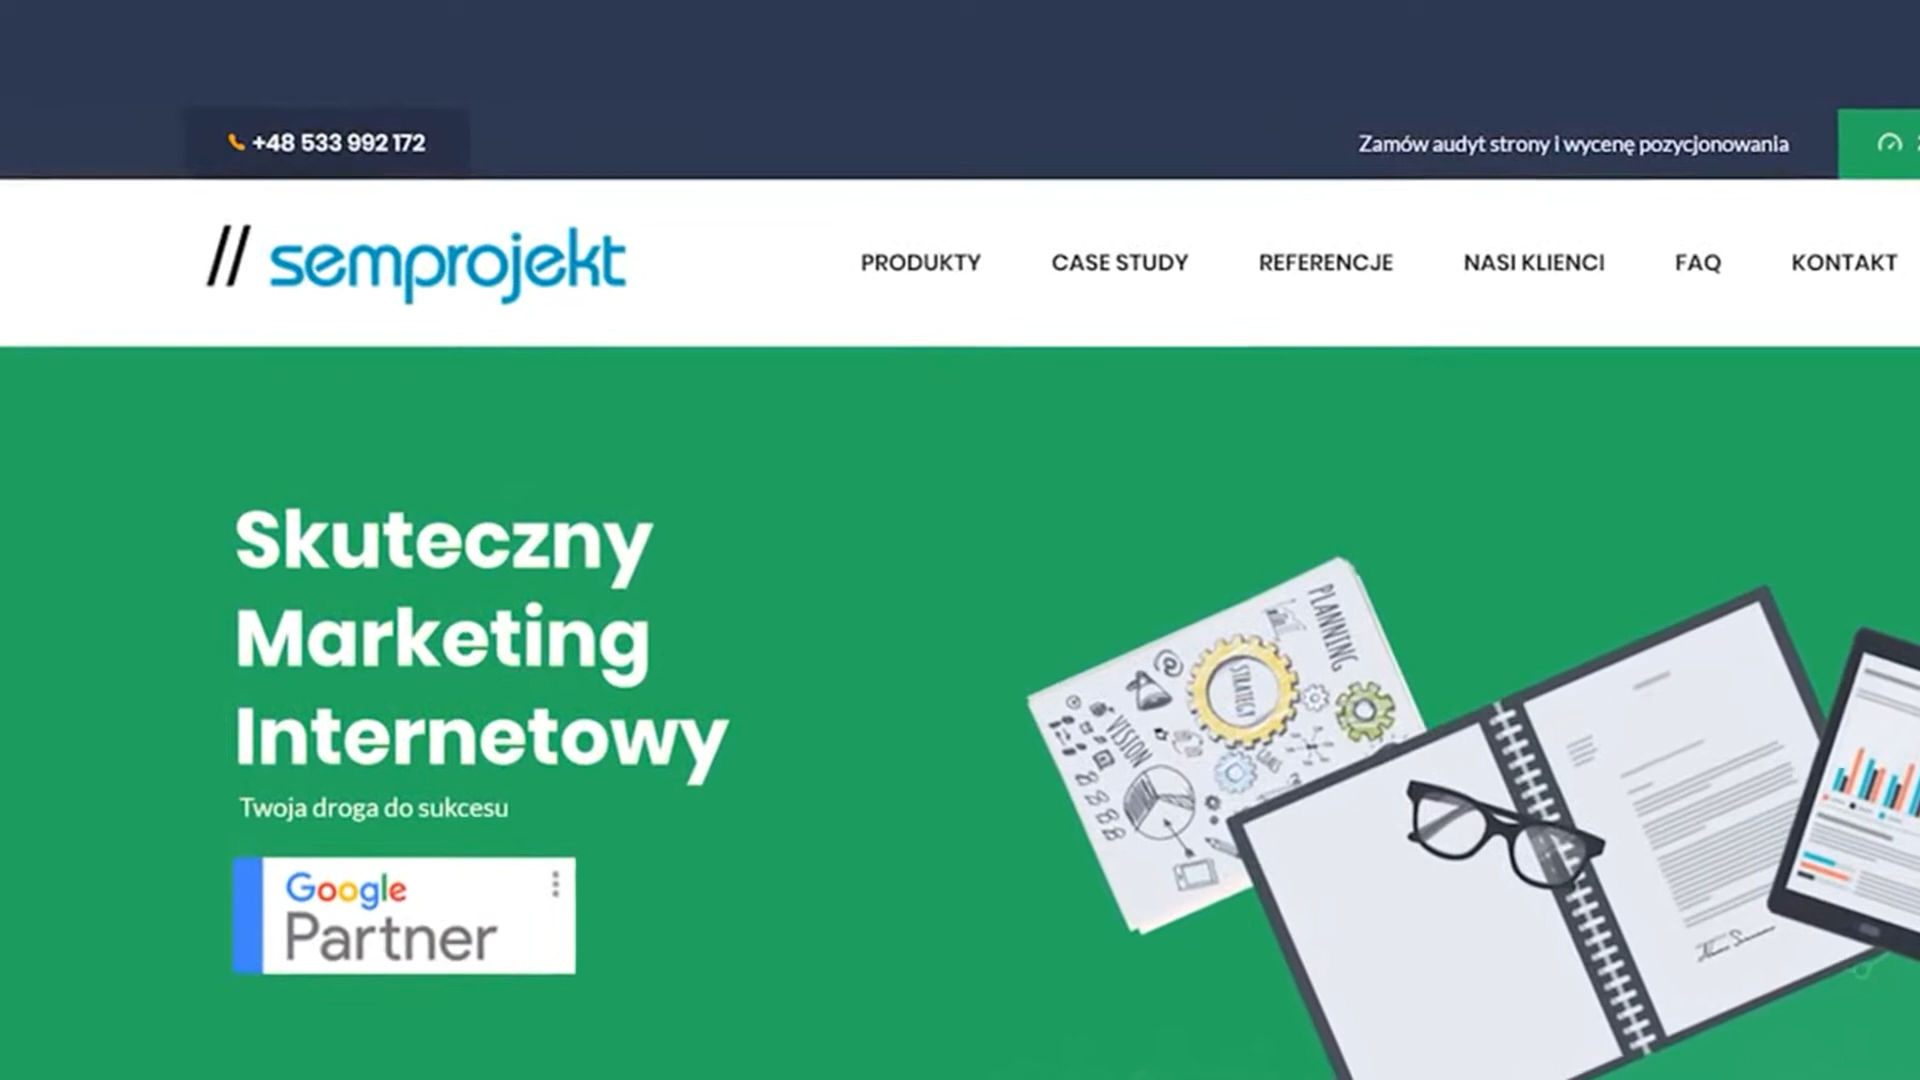 +48 533 992 172
Zamów audyt strony i wycenę pozycjonowania
// semprojekt
PRODUKTY CASE STUDY REFERENCJE NASI KLIENCI FAQ KONTAKT
Skuteczny
Marketing
Internetowy
Twoja droga do sukcesu
Google
Partner
PLANNING
STRATEGY
VISION